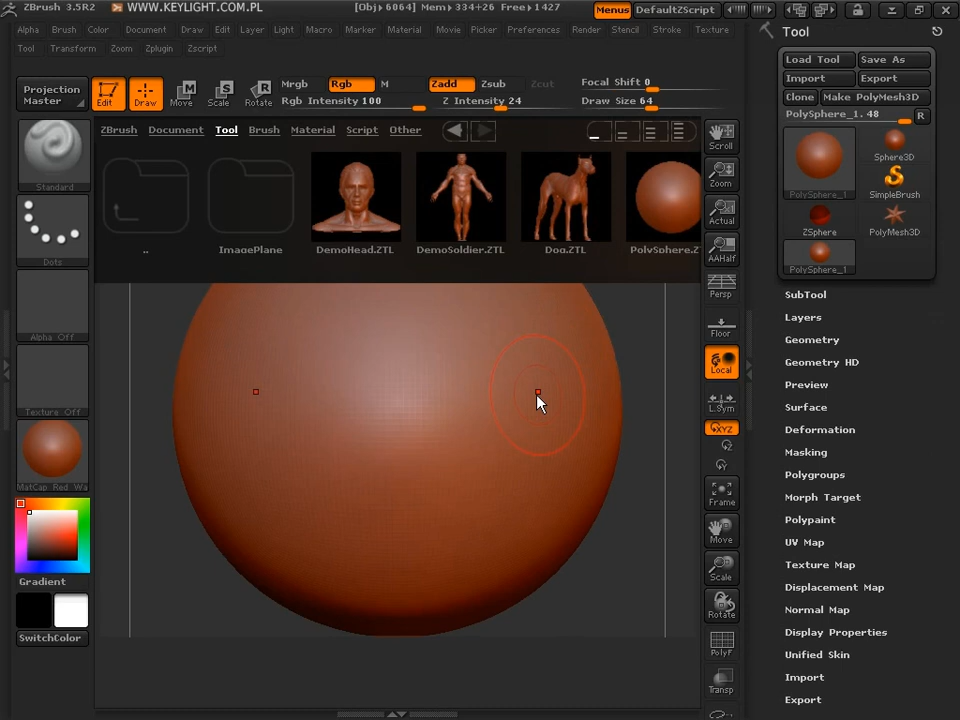 ZBrush 3.5R2 WWW.KEYLIGHT.COM.PL [Obj▸6064] Mem▸334+26 Free▸1427 Menus DefaultZScript
Alpha Brush Color Document Draw Edit Layer Light Macro Marker Material Movie Picker Preferences Render Stencil Stroke Texture
Tool Transform Zoom Zplugin Zscript
Tool
Load Tool Save As
Import Export
Clone Make PolyMesh3D
PolySphere_1. 48 R
PolySphere_1
Sphere3D
SimpleBrush
ZSphere PolyMesh3D
PolySphere_1
Projection Master
Edit Draw Move Scale Rotate
Mrgb Rgb M Zadd Zsub Zcut Focal Shift 0
Rgb Intensity 100 Z Intensity 24 Draw Size 64
ZBrush Document Tool Brush Material Script Other
.. ImagePlane DemoHead.ZTL DemoSoldier.ZTL Dog.ZTL PolySphere.Z
Standard
Dots
Alpha Off
Texture Off
MatCap Red Wa
Gradient
SwitchColor
Scroll
Zoom
Actual
AAHalf
Persp
Floor
Local
L.Sym
XYZ
Frame
Move
Scale
Rotate
PolyF
Transp
SubTool
Layers
Geometry
Geometry HD
Preview
Surface
Deformation
Masking
Polygroups
Morph Target
Polypaint
UV Map
Texture Map
Displacement Map
Normal Map
Display Properties
Unified Skin
Import
Export